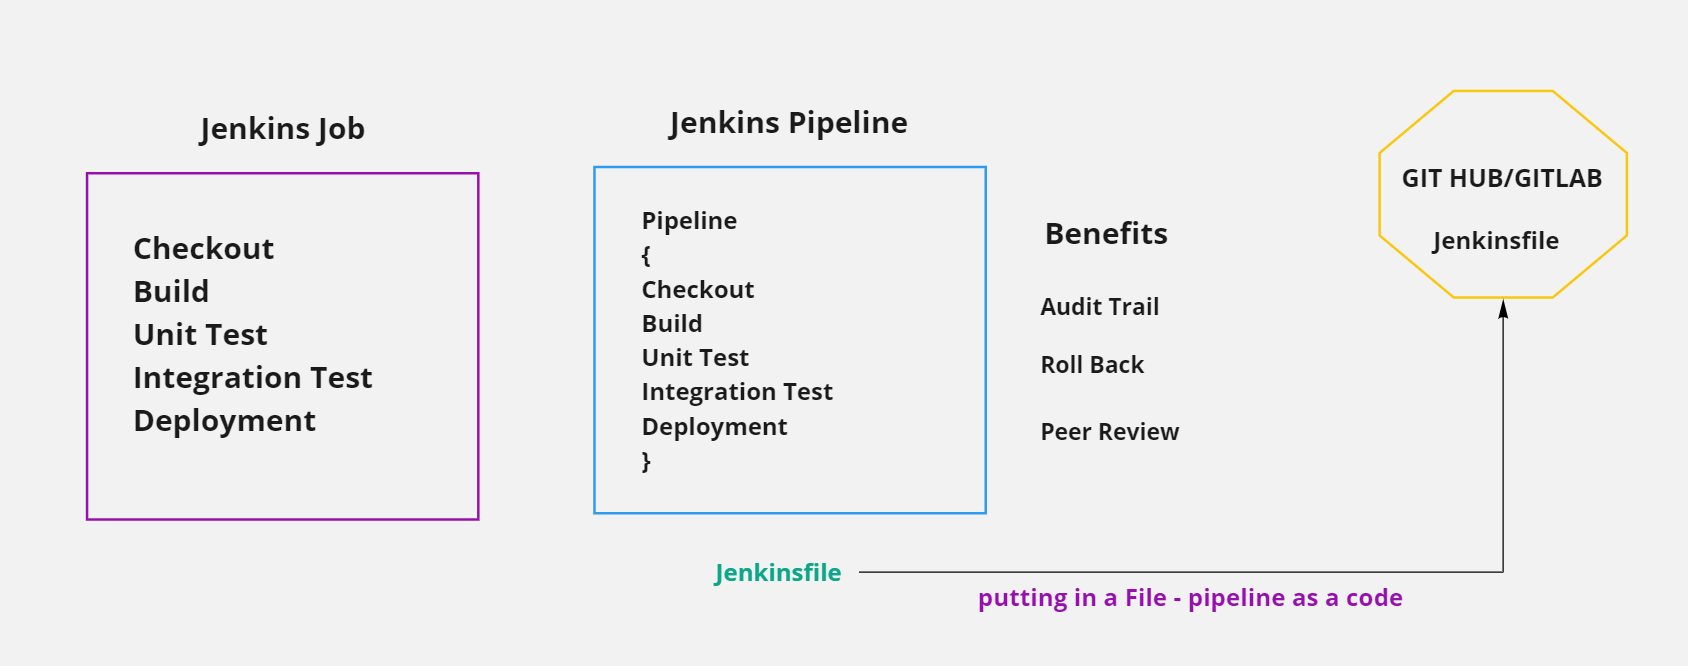 Jenkins Job
Checkout
Build
Unit Test
Integration Test
Deployment
Jenkins Pipeline
Pipeline
{
Checkout
Build
Unit Test
Integration Test
Deployment
}
Benefits
Audit Trail
Roll Back
Peer Review
GIT HUB/GITLAB
Jenkinsfile
Jenkinsfile
putting in a File - pipeline as a code